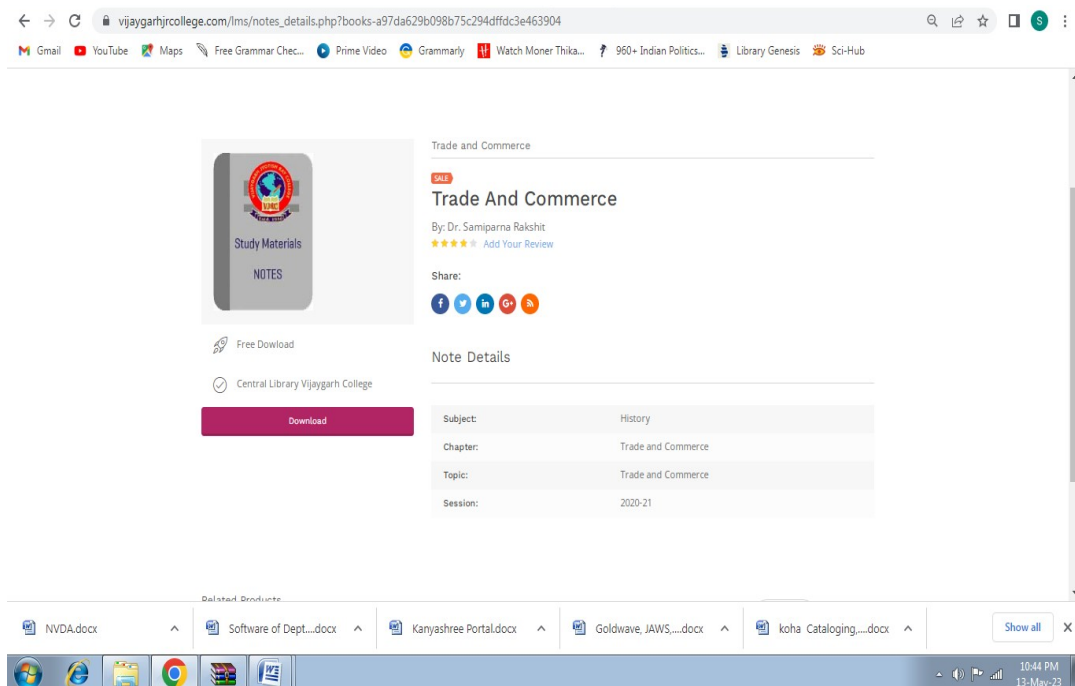 vijaygarhjrcollege.com/lms/notes_details.php?books-a97da629b098b75c294dffdc3e463904
S
Gmail YouTube Maps Free Grammar Chec... Prime Video Grammarly Watch Moner Thika... 960+ Indian Politics... Library Genesis Sci-Hub
Trade and Commerce
SALE
Trade And Commerce
By: Dr. Samiparna Rakshit
Add Your Review
Share:
Study Materials
NOTES
Free Dowload
Central Library Vijaygarh College
Download
Note Details
Subject: History
Chapter: Trade and Commerce
Topic: Trade and Commerce
Session: 2020-21
Related Products
NVDA.docx Software of Dept....docx Kanyashree Portal.docx Goldwave, JAWS,....docx koha Cataloging,....docx Show all
10:44 PM
13-May-23